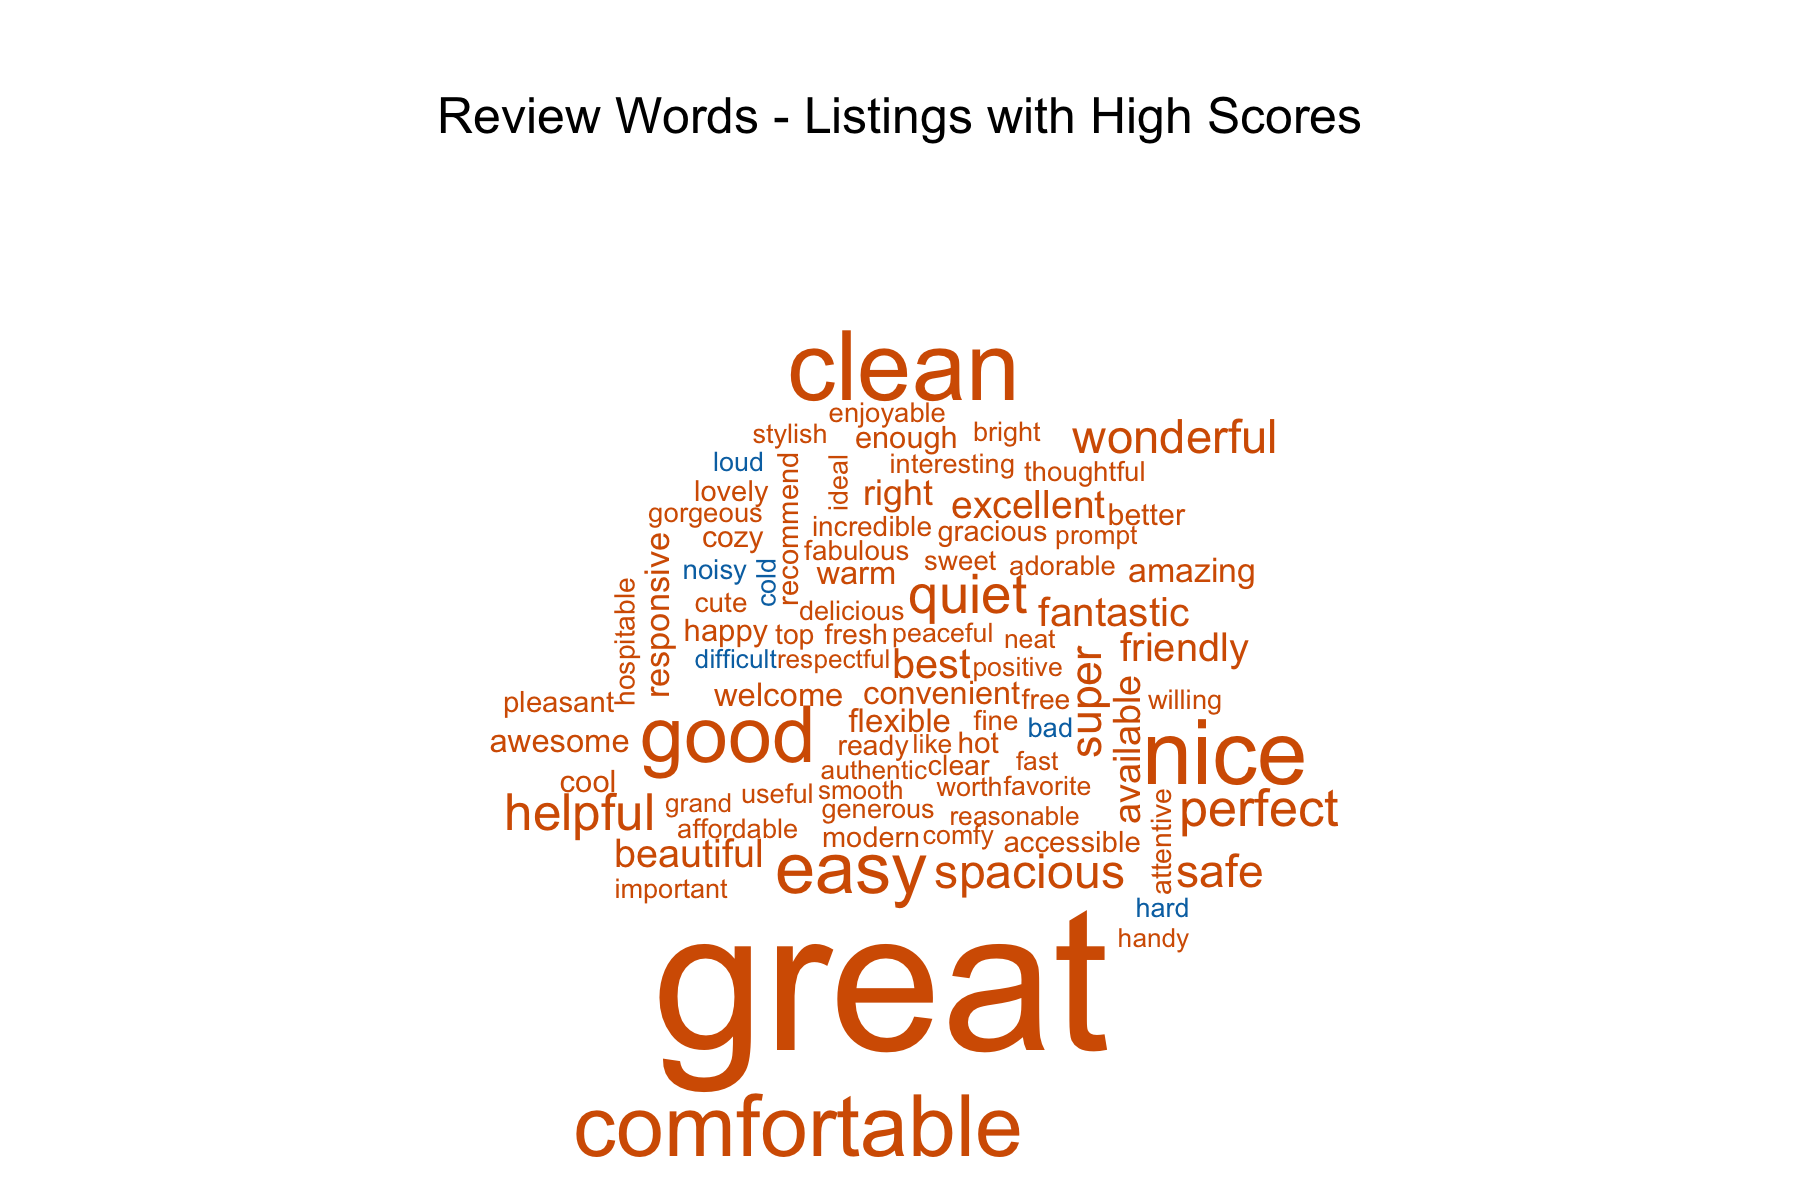 Review Words - Listings with High Scores
clean
enjoyable
stylish
enough
bright
wonderful
loud
recommend
ideal
interesting
thoughtful
lovely
right
excellent
gorgeous
better
incredible
gracious
prompt
cozy
responsive
fabulous
noisy
cold
warm
sweet
adorable
amazing
hospitable
cute
delicious
quiet
fantastic
happy
top
fresh
peaceful
neat
friendly
difficult
respectful
best
positive
super
pleasant
welcome
convenient
free
available
willing
good
flexible
fine
bad
nice
awesome
ready
like
hot
authentic
clear
fast
cool
helpful
grand
useful
smooth
worth
favorite
generous
reasonable
attentive
perfect
affordable
modern
comfy
accessible
beautiful
easy
spacious
safe
important
hard
handy
great
comfortable